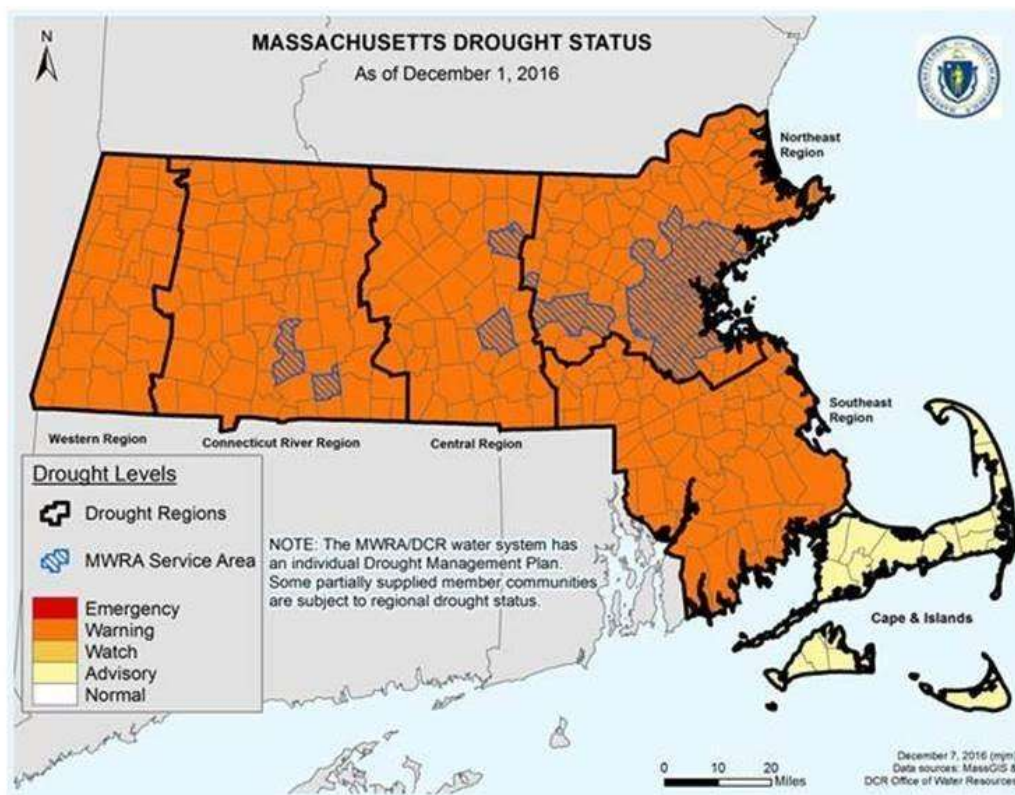 N
MASSACHUSETTS DROUGHT STATUS
As of December 1, 2016
Northeast
Region
Southeast
Region
Western Region
Connecticut River Region
Central Region
Drought Levels
Drought Regions
MWRA Service Area
Emergency
Warning
Watch
Advisory
Normal
NOTE: The MWRA/DCR water system has
an individual Drought Management Plan.
Some partially supplied member communities
are subject to regional drought status.
Cape & Islands
0 10 20
Miles
December 7, 2016 (mjm)
Data sources: MassGIS &
DCR Office of Water Resources